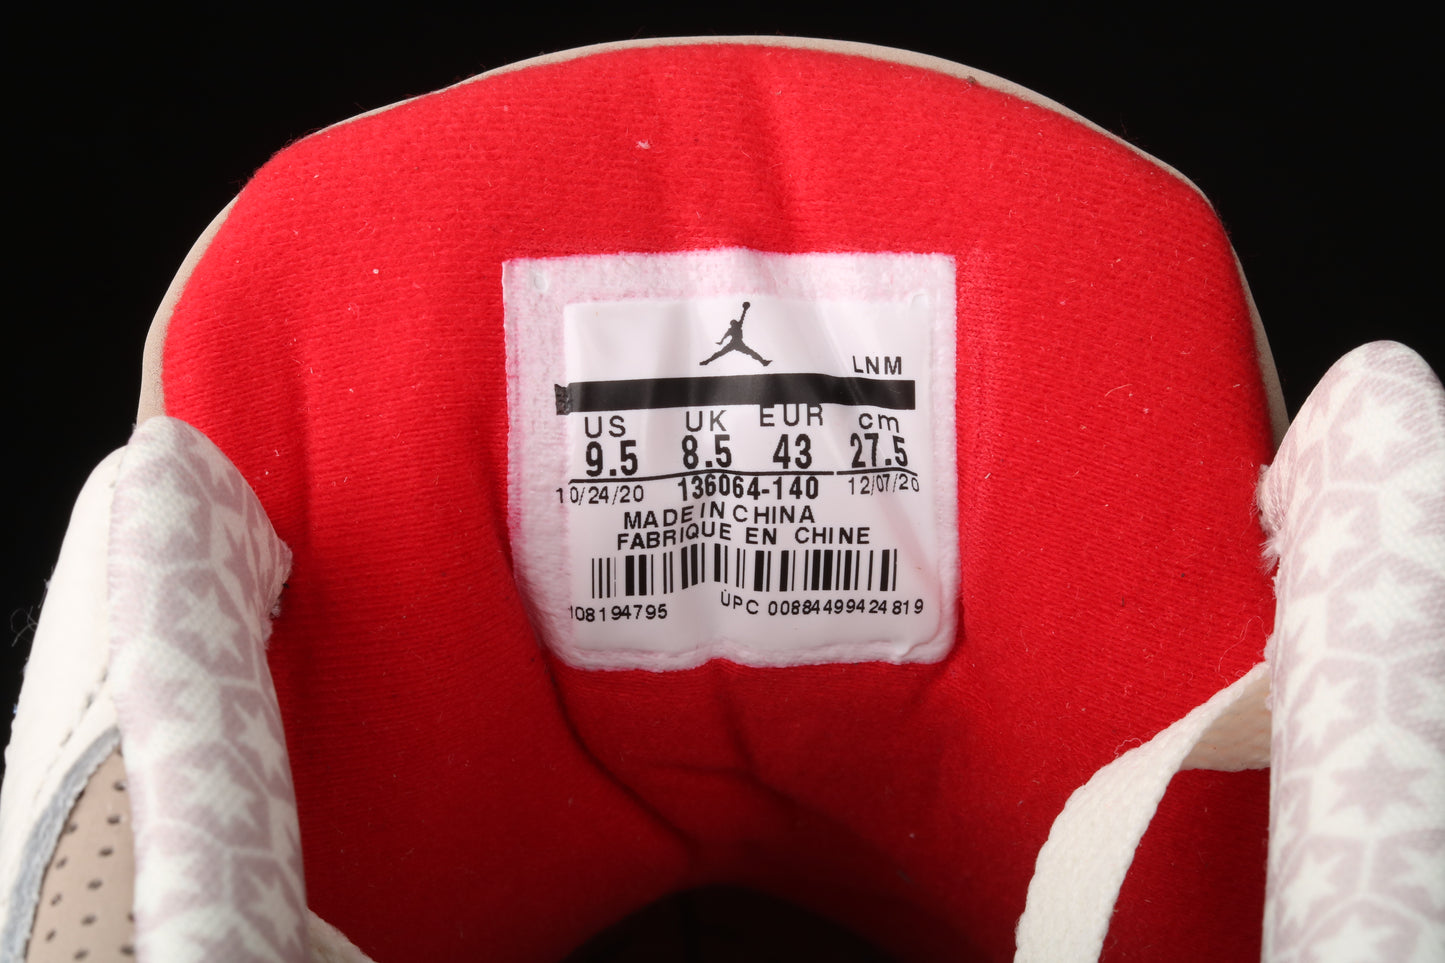 LNM
US UK EUR cm
9.5 8.5 43 27.5
10/24/20 136064-140 12/07/20
MADE IN CHINA
FABRIQUE EN CHINE
108194795 UPC 00884499424819